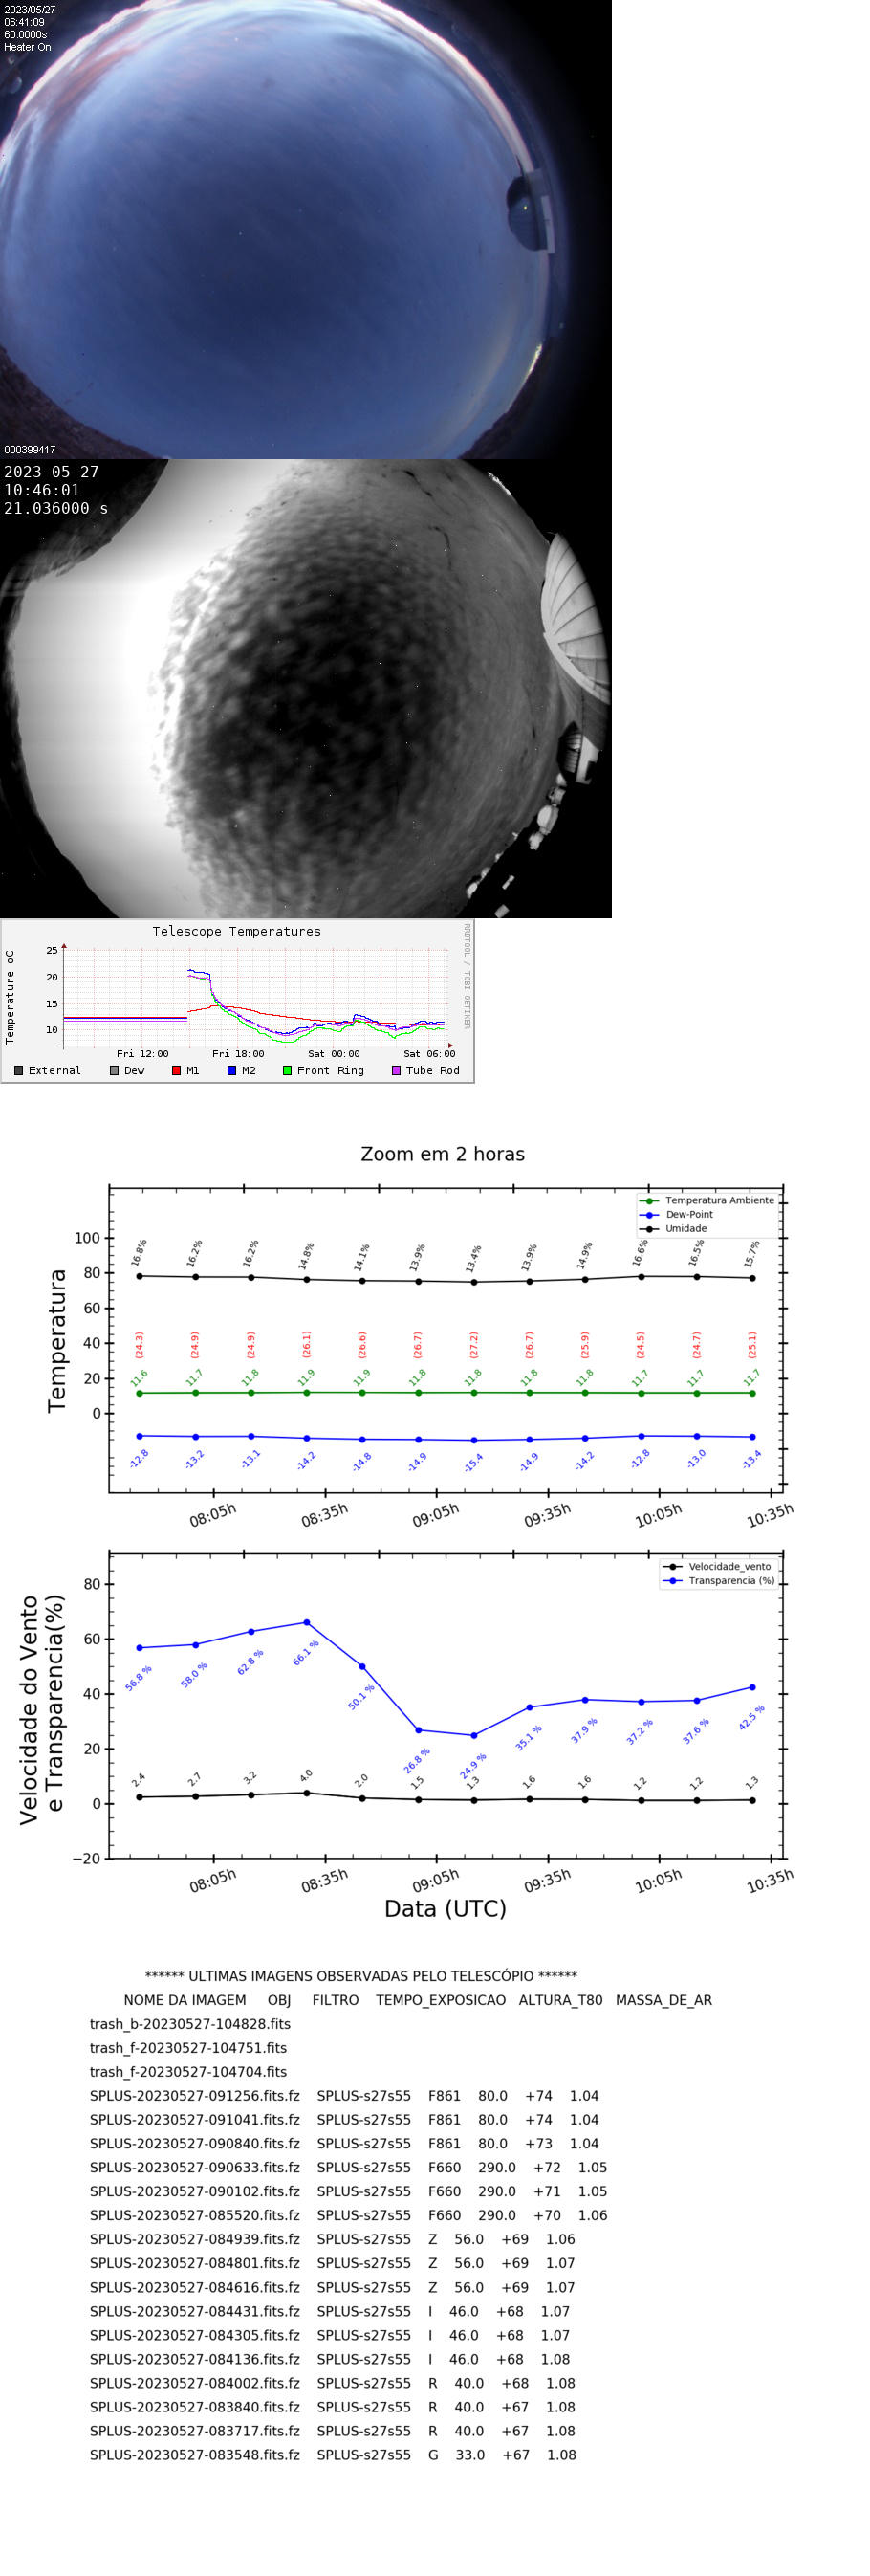 2023/05/27
06:41:09
60.0000s
Heater On
000399417
2023-05-27
10:46:01
21.036000 s
Telescope Temperatures
RRDTOOL / TOBI OETIKER
Temperature oC
25
20
15
10
Fri 12:00 Fri 18:00 Sat 00:00 Sat 06:00
External Dew M1 M2 Front Ring Tube Rod
Zoom em 2 horas
Temperatura
Temperatura Ambiente
Dew-Point
Umidade
100
80
60
40
20
0
16.8% 16.2% 16.2% 14.8% 14.1% 13.9% 13.4% 13.9% 14.9% 16.6% 16.5% 15.7%
(24.3) (24.9) (24.9) (26.1) (26.6) (26.7) (27.2) (26.7) (25.9) (24.5) (24.7) (25.1)
11.6 11.7 11.8 11.9 11.9 11.8 11.8 11.8 11.8 11.7 11.7 11.7
-12.8 -13.2 -13.1 -14.2 -14.8 -14.9 -15.4 -14.9 -14.2 -12.8 -13.0 -13.4
08:05h 08:35h 09:05h 09:35h 10:05h 10:35h
Velocidade do Vento
e Transparencia(%)
Velocidade_vento
Transparencia (%)
80
60
40
20
0
−20
56.8 % 58.0 % 62.8 % 66.1 % 50.1 % 26.8 % 24.9 % 35.1 % 37.9 % 37.2 % 37.6 % 42.5 %
2.4 2.7 3.2 4.0 2.0 1.5 1.3 1.6 1.6 1.2 1.2 1.3
08:05h 08:35h 09:05h 09:35h 10:05h 10:35h
Data (UTC)
****** ULTIMAS IMAGENS OBSERVADAS PELO TELESCÓPIO ******
NOME DA IMAGEM OBJ FILTRO TEMPO_EXPOSICAO ALTURA_T80 MASSA_DE_AR
trash_b-20230527-104828.fits
trash_f-20230527-104751.fits
trash_f-20230527-104704.fits
SPLUS-20230527-091256.fits.fz SPLUS-s27s55 F861 80.0 +74 1.04
SPLUS-20230527-091041.fits.fz SPLUS-s27s55 F861 80.0 +74 1.04
SPLUS-20230527-090840.fits.fz SPLUS-s27s55 F861 80.0 +73 1.04
SPLUS-20230527-090633.fits.fz SPLUS-s27s55 F660 290.0 +72 1.05
SPLUS-20230527-090102.fits.fz SPLUS-s27s55 F660 290.0 +71 1.05
SPLUS-20230527-085520.fits.fz SPLUS-s27s55 F660 290.0 +70 1.06
SPLUS-20230527-084939.fits.fz SPLUS-s27s55 Z 56.0 +69 1.06
SPLUS-20230527-084801.fits.fz SPLUS-s27s55 Z 56.0 +69 1.07
SPLUS-20230527-084616.fits.fz SPLUS-s27s55 Z 56.0 +69 1.07
SPLUS-20230527-084431.fits.fz SPLUS-s27s55 I 46.0 +68 1.07
SPLUS-20230527-084305.fits.fz SPLUS-s27s55 I 46.0 +68 1.07
SPLUS-20230527-084136.fits.fz SPLUS-s27s55 I 46.0 +68 1.08
SPLUS-20230527-084002.fits.fz SPLUS-s27s55 R 40.0 +68 1.08
SPLUS-20230527-083840.fits.fz SPLUS-s27s55 R 40.0 +67 1.08
SPLUS-20230527-083717.fits.fz SPLUS-s27s55 R 40.0 +67 1.08
SPLUS-20230527-083548.fits.fz SPLUS-s27s55 G 33.0 +67 1.08